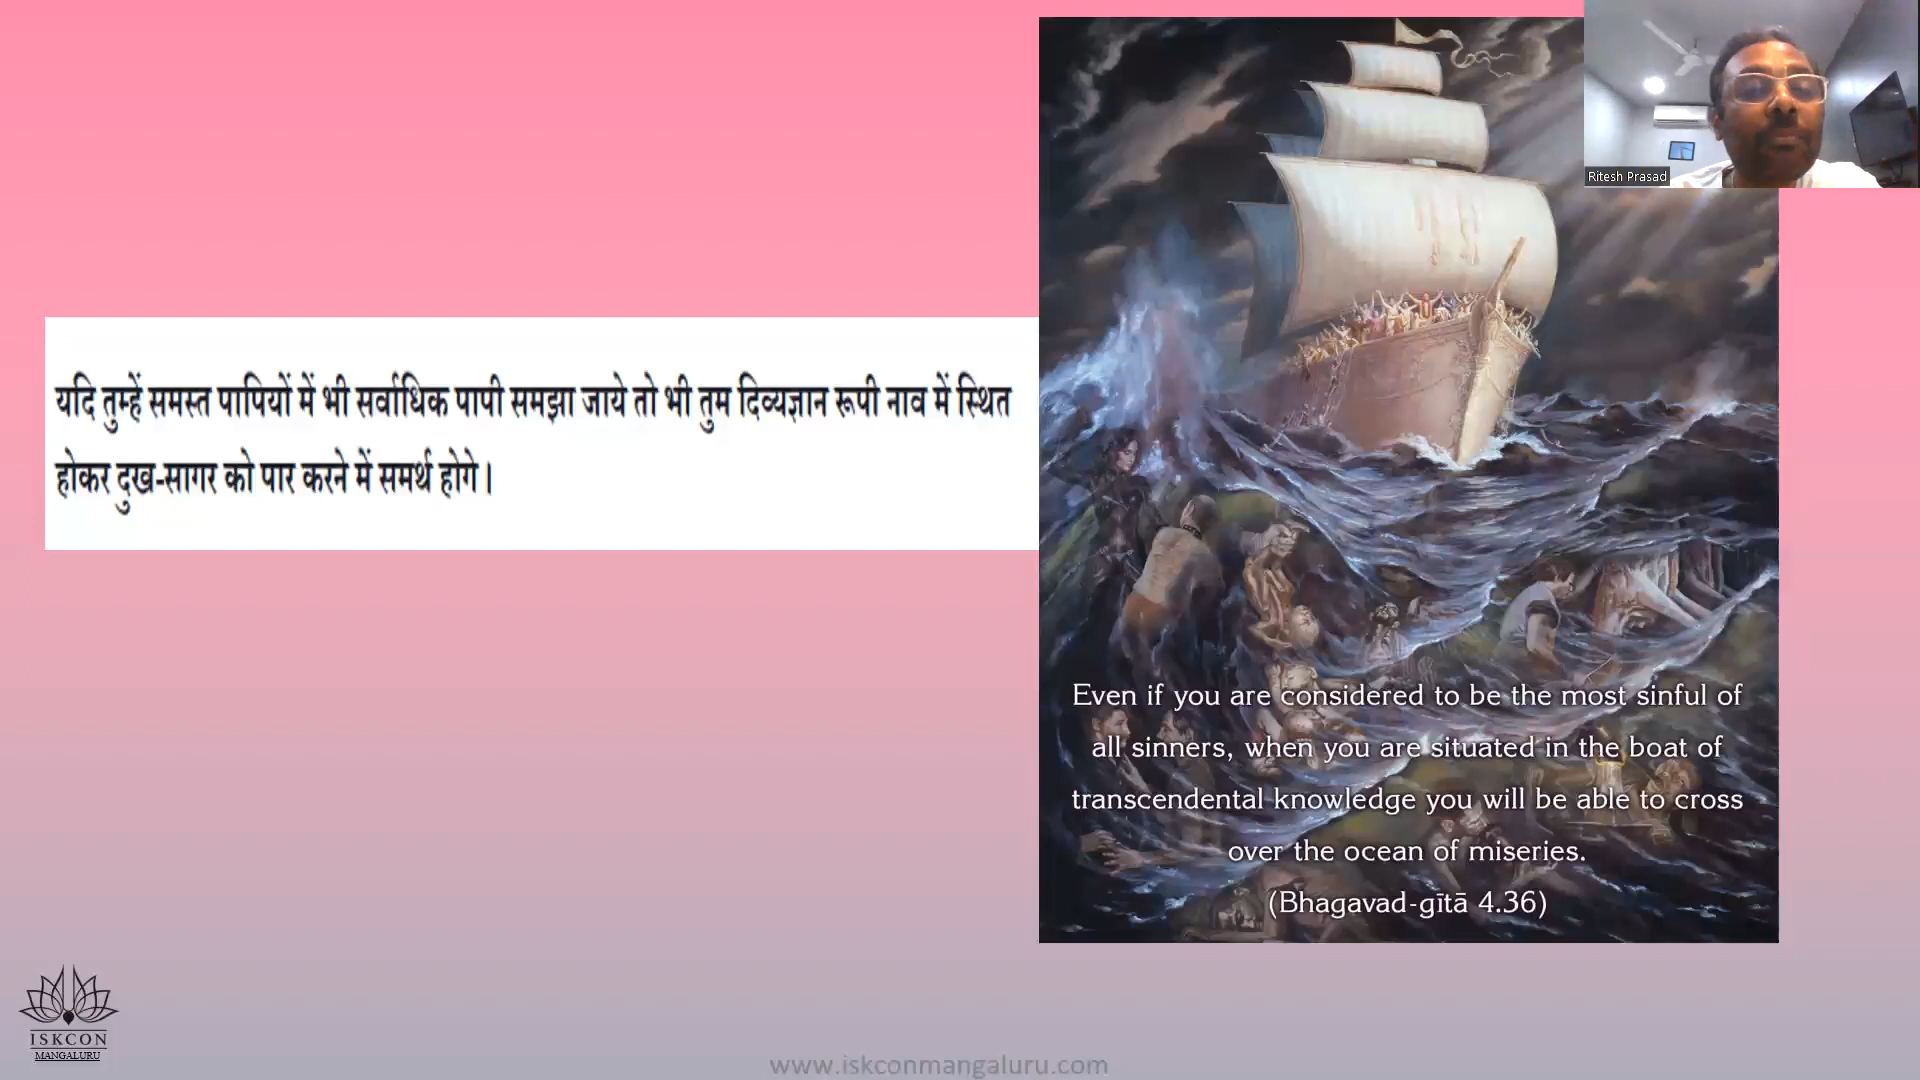 यदि तुम्हें समस्त पापियों में भी सर्वाधिक पापी समझा जाये तो भी तुम दिव्यज्ञान रूपी नाव में स्थित
होकर दुख-सागर को पार करने में समर्थ होगे।
Ritesh Prasad
Even if you are considered to be the most sinful of
all sinners, when you are situated in the boat of
transcendental knowledge you will be able to cross
over the ocean of miseries.
(Bhagavad-gītā 4.36)
ISKCON
MANGALURU
www.iskconmangaluru.com